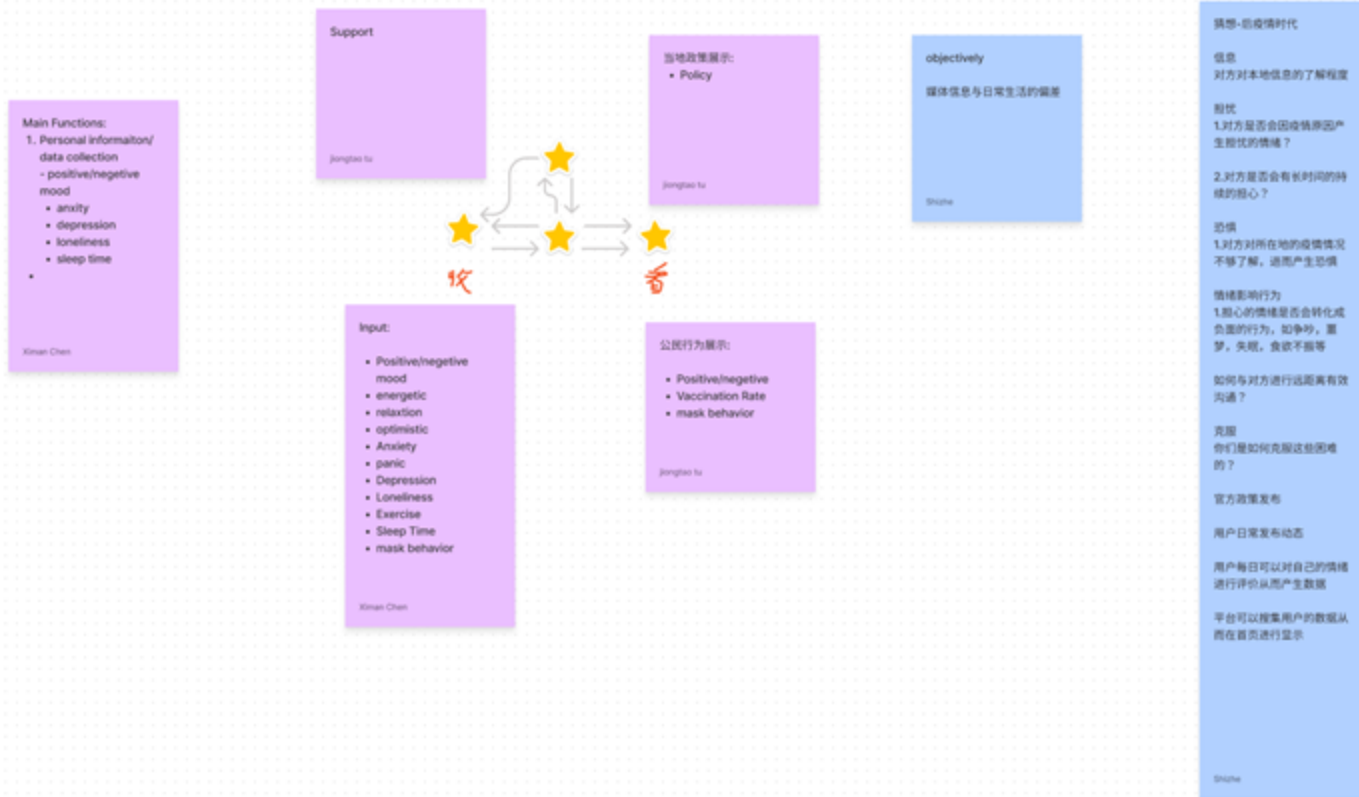 Main Functions:
1. Personal informaiton/
data collection
- positive/negetive
mood
▪ anxity
▪ depression
▪ loneliness
▪ sleep time
▪
Ximan Chen
Support
jiongtao tu
收
看
Input:
▪ Positive/negetive
mood
▪ energetic
▪ relaxtion
▪ optimistic
▪ Anxiety
▪ panic
▪ Depression
▪ Loneliness
▪ Exercise
▪ Sleep Time
▪ mask behavior
Ximan Chen
当地政策展示:
▪ Policy
jiongtao tu
公民行为展示:
▪ Positive/negetive
▪ Vaccination Rate
▪ mask behavior
jiongtao tu
objectively
媒体信息与日常生活的偏差
Shizhe
猜想-后疫情时代
信息
对方对本地信息的了解程度
担忧
1.对方是否会因疫情原因产
生担忧的情绪？
2.对方是否会有长时间的持
续的担心？
恐惧
1.对方对所在地的疫情情况
不够了解，进而产生恐惧
情绪影响行为
1.担心的情绪是否会转化成
负面的行为，如争吵，噩
梦，失眠，食欲不振等
如何与对方进行远距离有效
沟通？
克服
你们是如何克服这些困难
的？
官方政策发布
用户日常发布动态
用户每日可以对自己的情绪
进行评价从而产生数据
平台可以搜集用户的数据从
而在首页进行显示
Shizhe